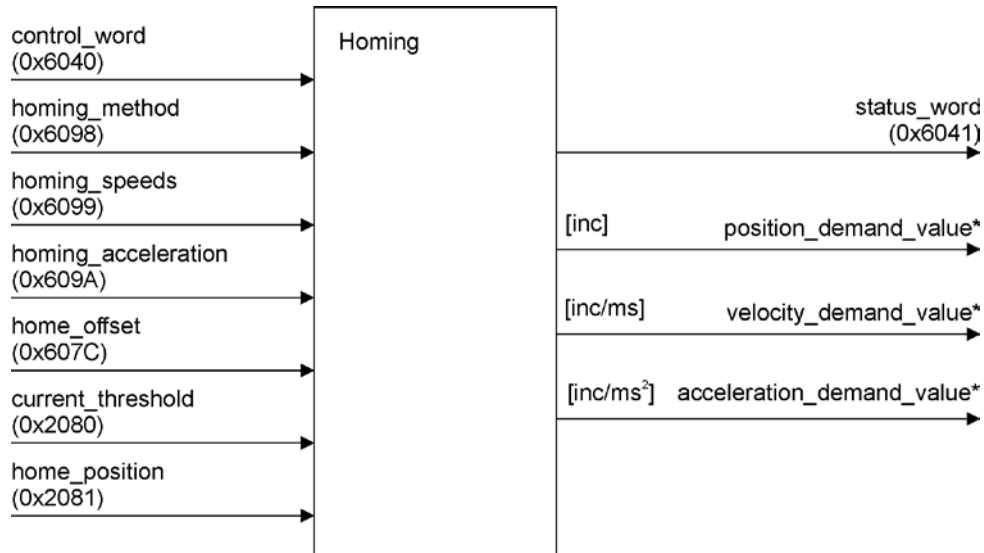 control_word
(0x6040)
homing_method
(0x6098)
homing_speeds
(0x6099)
homing_acceleration
(0x609A)
home_offset
(0x607C)
current_threshold
(0x2080)
home_position
(0x2081)
Homing
status_word
(0x6041)
[inc] position_demand_value*
[inc/ms] velocity_demand_value*
[inc/ms²] acceleration_demand_value*